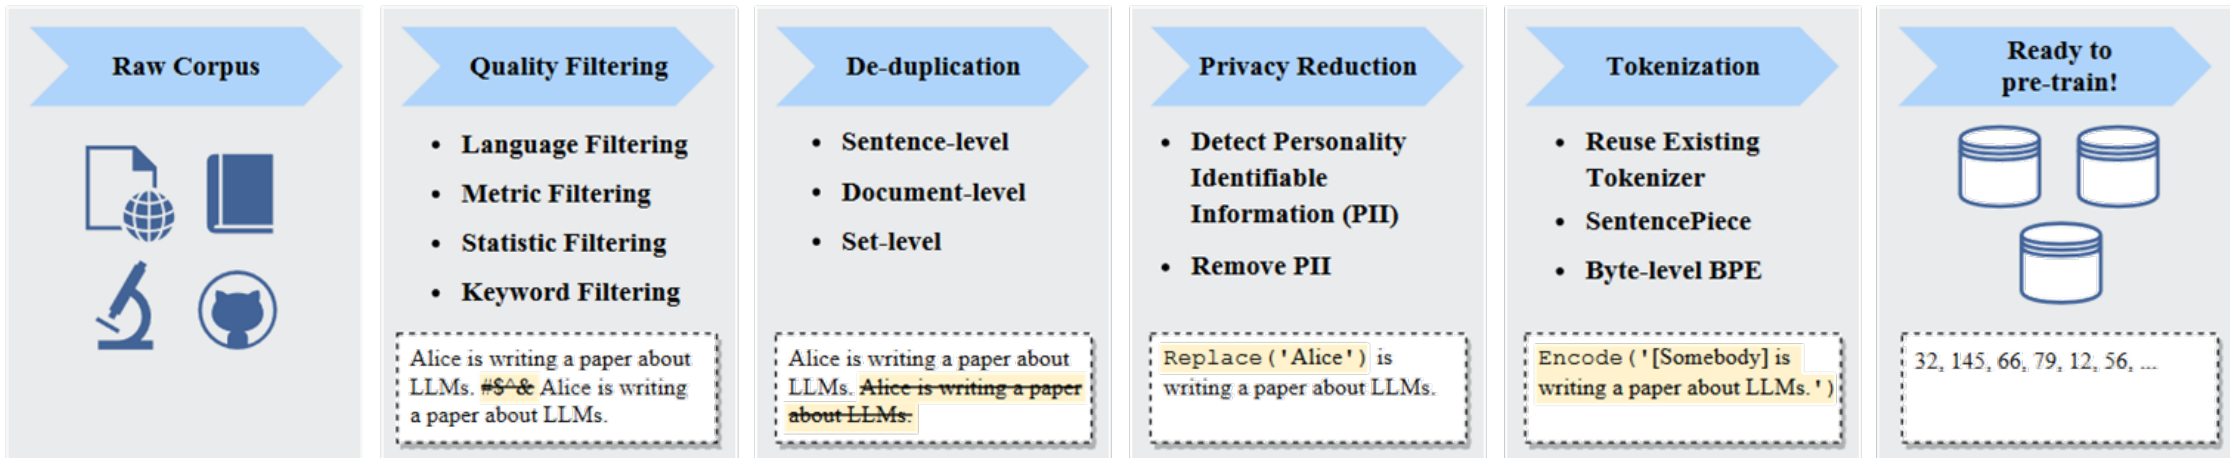 Raw Corpus
Quality Filtering
• Language Filtering
• Metric Filtering
• Statistic Filtering
• Keyword Filtering
Alice is writing a paper about
LLMs. #$^& Alice is writing
a paper about LLMs.
De-duplication
• Sentence-level
• Document-level
• Set-level
Alice is writing a paper about
LLMs. Alice is writing a paper
about LLMs.
Privacy Reduction
• Detect Personality
Identifiable
Information (PII)
• Remove PII
Replace('Alice') is
writing a paper about LLMs.
Tokenization
• Reuse Existing
Tokenizer
• SentencePiece
• Byte-level BPE
Encode('[Somebody] is
writing a paper about LLMs.')
Ready to
pre-train!
32, 145, 66, 79, 12, 56, ...